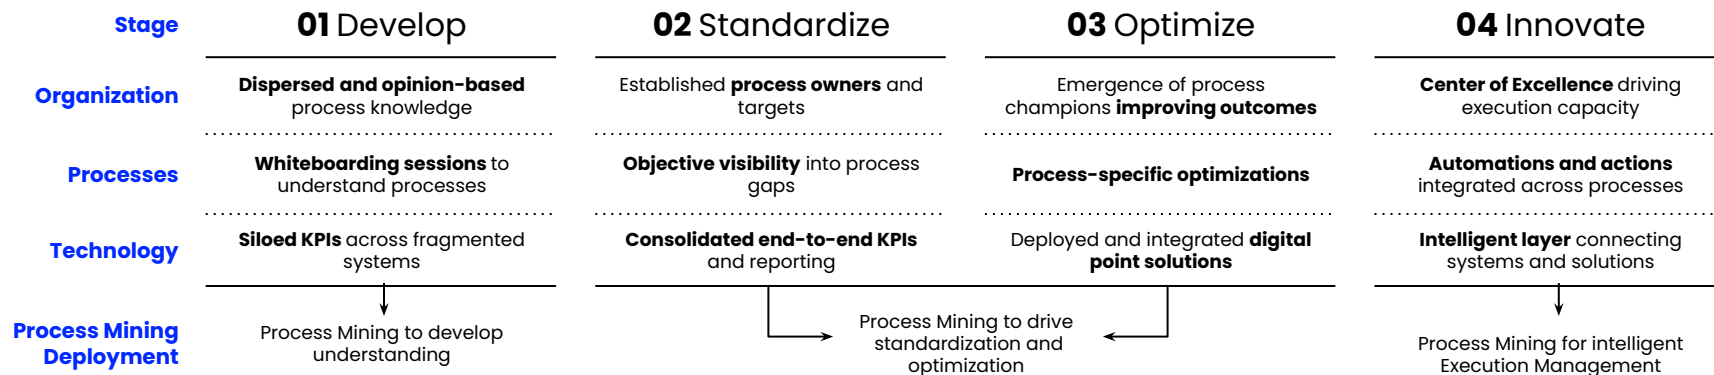 Stage
01 Develop
02 Standardize
03 Optimize
04 Innovate
Organization
Dispersed and opinion-based
process knowledge
Established process owners and
targets
Emergence of process
champions improving outcomes
Center of Excellence driving
execution capacity
Processes
Whiteboarding sessions to
understand processes
Objective visibility into process
gaps
Process-specific optimizations
Automations and actions
integrated across processes
Technology
Siloed KPIs across fragmented
systems
Consolidated end-to-end KPIs
and reporting
Deployed and integrated digital
point solutions
Intelligent layer connecting
systems and solutions
Process Mining
Deployment
Process Mining to develop
understanding
Process Mining to drive
standardization and
optimization
Process Mining for intelligent
Execution Management